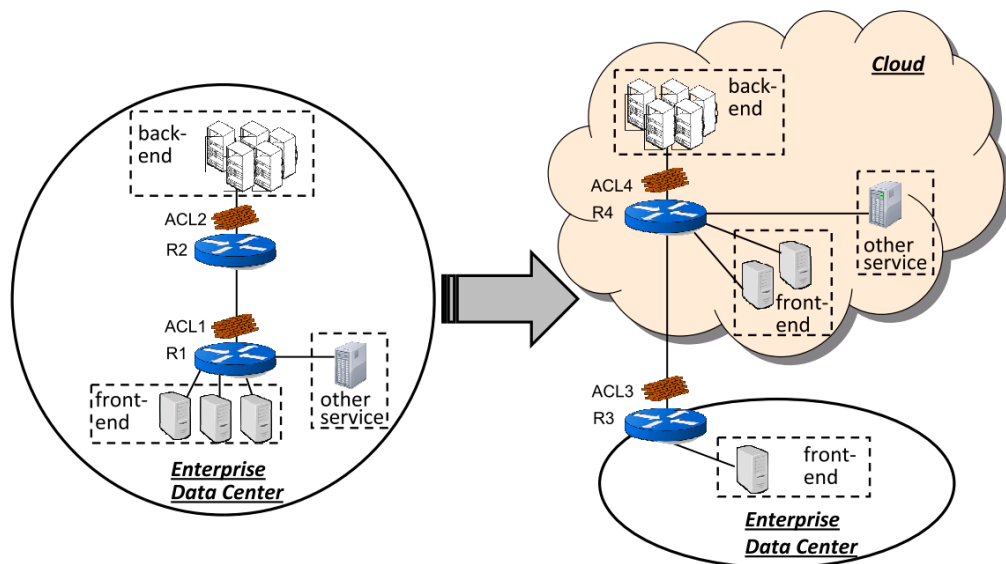 back-
end
ACL2
R2
ACL1
R1
front-
end
other
service
Enterprise
Data Center
Cloud
back-
end
ACL4
R4
other
service
front-
end
ACL3
R3
front-
end
Enterprise
Data Center